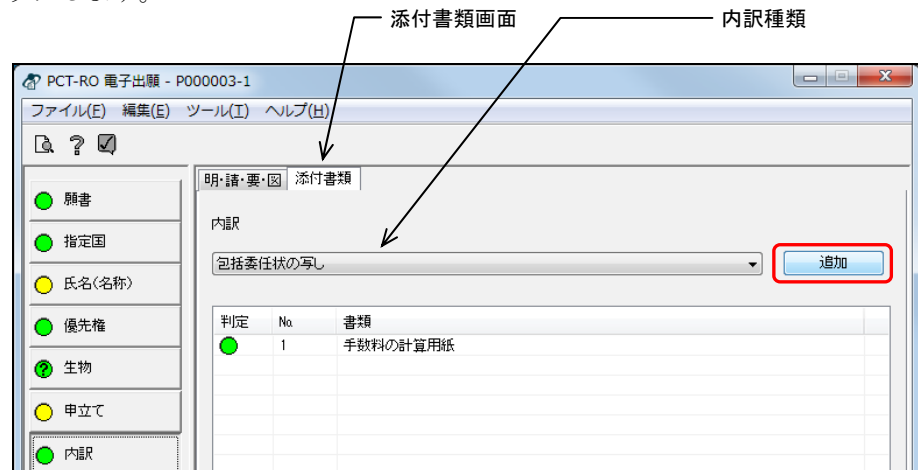 添付書類画面
内訳種類
PCT-RO 電子出願 - P000003-1
ファイル(F) 編集(E) ツール(T) ヘルプ(H)
明・請・要・図 添付書類
願書
指定国
氏名(名称)
優先権
生物
申立て
内訳
内訳
包括委任状の写し
追加
判定 No. 書類
1 手数料の計算用紙